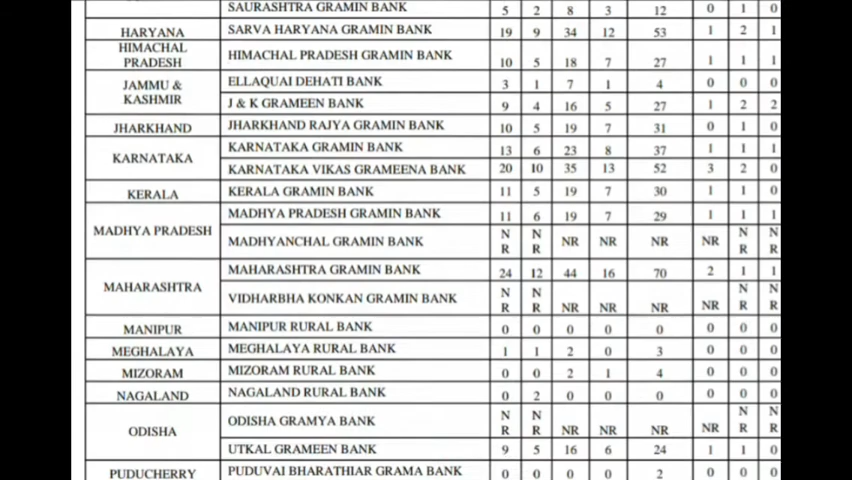 SAURASHTRA GRAMIN BANK 5 2 8 3 12 0 1 0
HARYANA SARVA HARYANA GRAMIN BANK 19 9 34 12 53 1 2 1
HIMACHAL PRADESH HIMACHAL PRADESH GRAMIN BANK 10 5 18 7 27 1 1 1
JAMMU & KASHMIR ELLAQUAI DEHATI BANK 3 1 7 1 4 0 0 0
J & K GRAMEEN BANK 9 4 16 5 27 1 2 2
JHARKHAND JHARKHAND RAJYA GRAMIN BANK 10 5 19 7 31 0 1 0
KARNATAKA KARNATAKA GRAMIN BANK 13 6 23 8 37 1 1 1
KARNATAKA VIKAS GRAMEENA BANK 20 10 35 13 52 3 2 0
KERALA KERALA GRAMIN BANK 11 5 19 7 30 1 1 0
MADHYA PRADESH MADHYA PRADESH GRAMIN BANK 11 6 19 7 29 1 1 1
MADHYANCHAL GRAMIN BANK NR NR NR NR NR NR NR NR
MAHARASHTRA MAHARASHTRA GRAMIN BANK 24 12 44 16 70 2 1 1
VIDHARBHA KONKAN GRAMIN BANK NR NR NR NR NR NR NR NR
MANIPUR MANIPUR RURAL BANK 0 0 0 0 0 0 0 0
MEGHALAYA MEGHALAYA RURAL BANK 1 1 2 0 3 0 0 0
MIZORAM MIZORAM RURAL BANK 0 0 2 1 4 0 0 0
NAGALAND NAGALAND RURAL BANK 0 2 0 0 0 0 0 0
ODISHA ODISHA GRAMYA BANK NR NR NR NR NR NR NR NR
UTKAL GRAMEEN BANK 9 5 16 6 24 1 1 0
PUDUCHERRY PUDUVAI BHARATHIAR GRAMA BANK 0 0 0 0 2 0 0 0